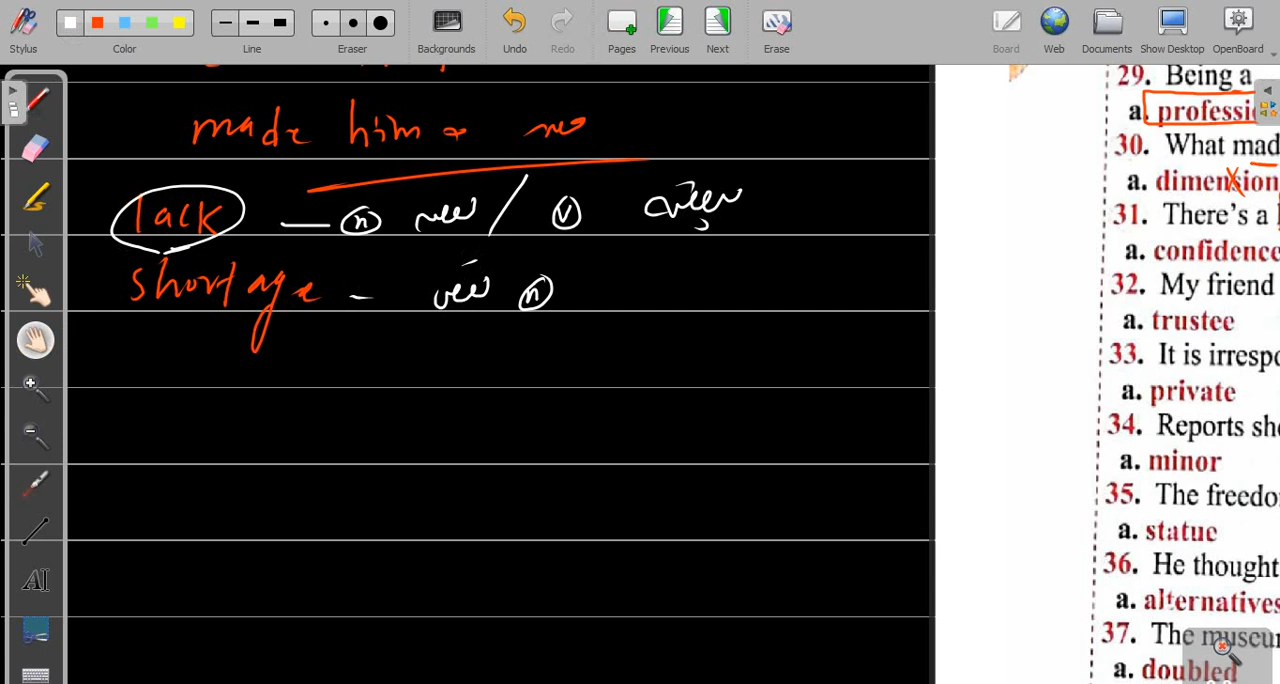 Stylus Color Line Eraser Backgrounds Undo Redo Pages Previous Next Erase Board Web Documents Show Desktop OpenBoard
made him
lack — n / v
shortage – n
29. Being a
a. professi
30. What mad
a. dimension
31. There's a
a. confidence
32. My friend
a. trustee
33. It is irrespo
a. private
34. Reports sh
a. minor
35. The freedo
a. statue
36. He thought
a. alternatives
37. The museu
a. doubled